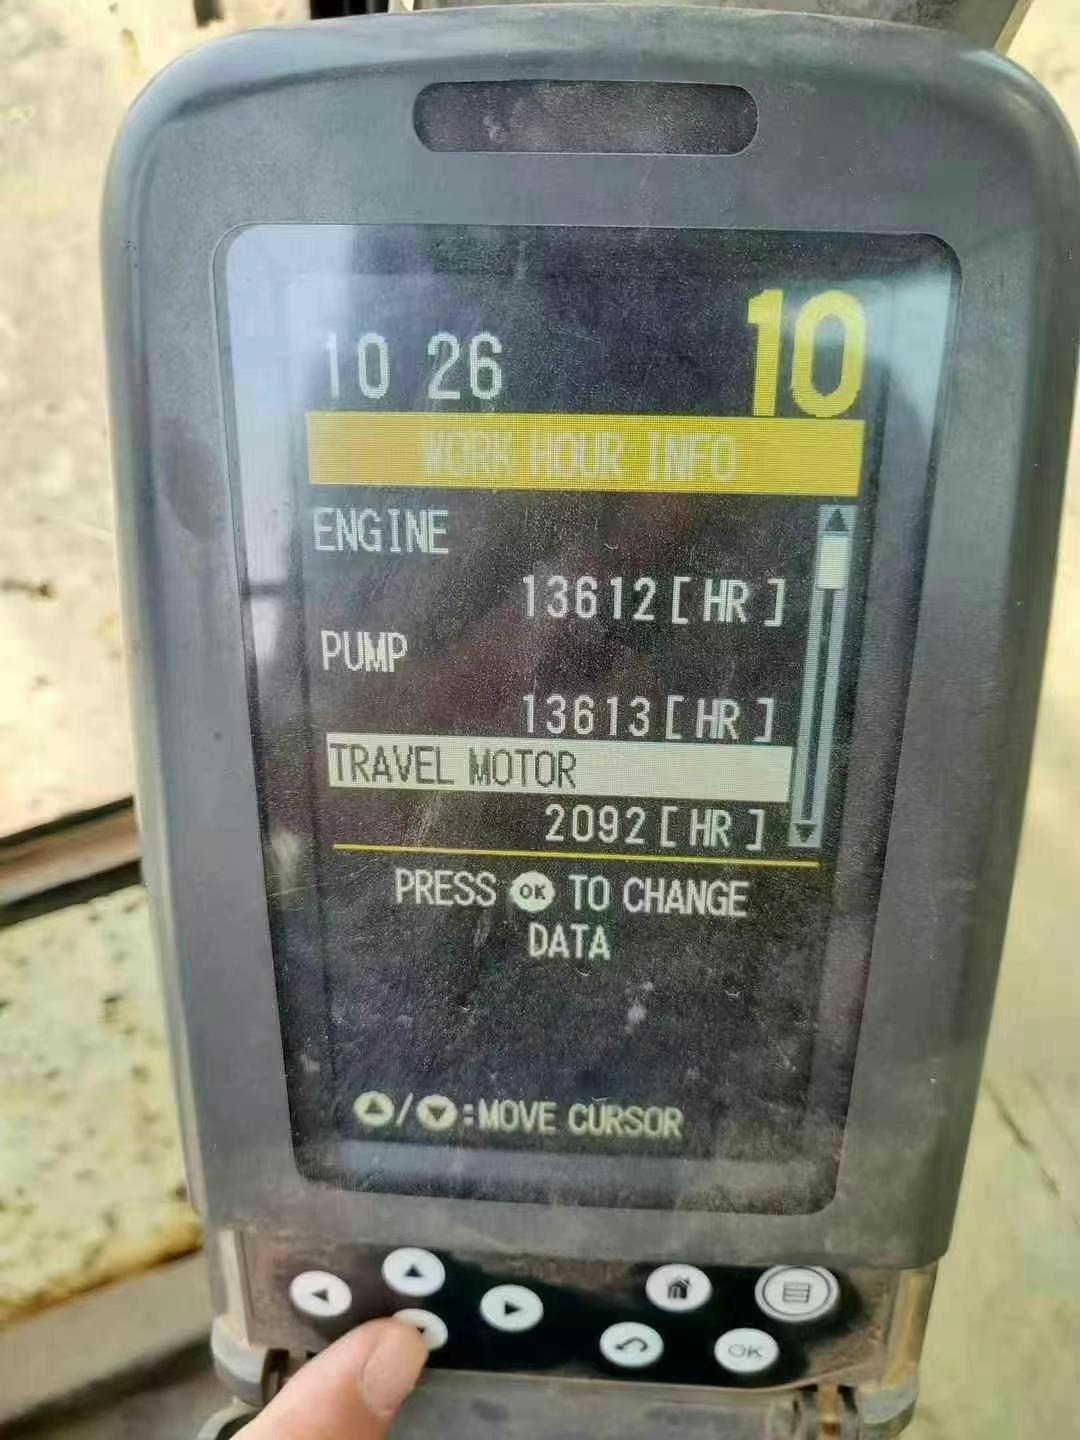 10 26
10
WORK HOUR INFO
ENGINE
13612[HR]
PUMP
13613[HR]
TRAVEL MOTOR
2092[HR]
PRESS OK TO CHANGE
DATA
/ :MOVE CURSOR
OK